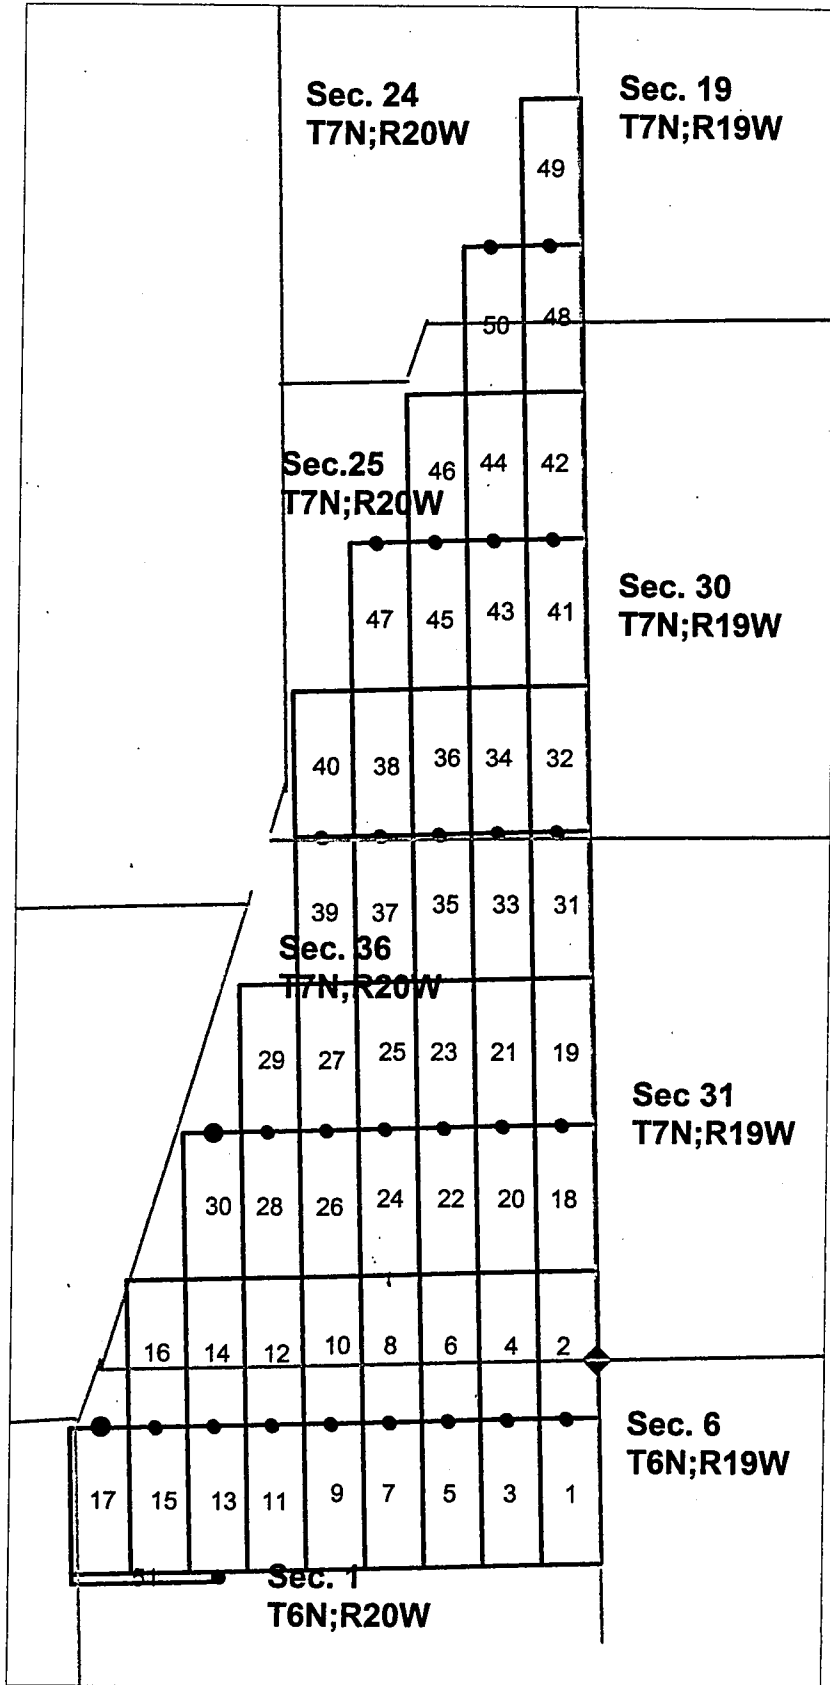 Sec. 24
T7N;R20W
Sec. 19
T7N;R19W
49
50 48
Sec.25
T7N;R20W
46 44 42
Sec. 30
T7N;R19W
47 45 43 41
40 38 36 34 32
39 37 35 33 31
Sec. 36
T7N;R20W
29 27 25 23 21 19
Sec 31
T7N;R19W
30 28 26 24 22 20 18
16 14 12 10 8 6 4 2
Sec. 6
T6N;R19W
17 15 13 11 9 7 5 3 1
51
Sec. 1
T6N;R20W